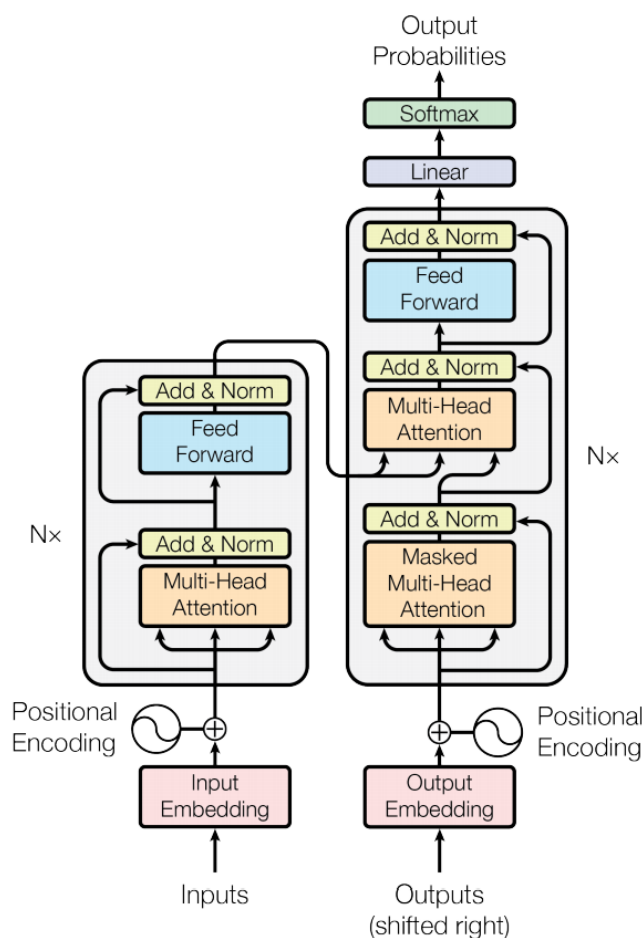 Output
Probabilities
Softmax
Linear
Add & Norm
Feed
Forward
Add & Norm
Multi-Head
Attention
Add & Norm
Masked
Multi-Head
Attention
Nx
Add & Norm
Feed
Forward
Add & Norm
Multi-Head
Attention
Nx
Positional
Encoding
Positional
Encoding
Input
Embedding
Output
Embedding
Inputs
Outputs
(shifted right)